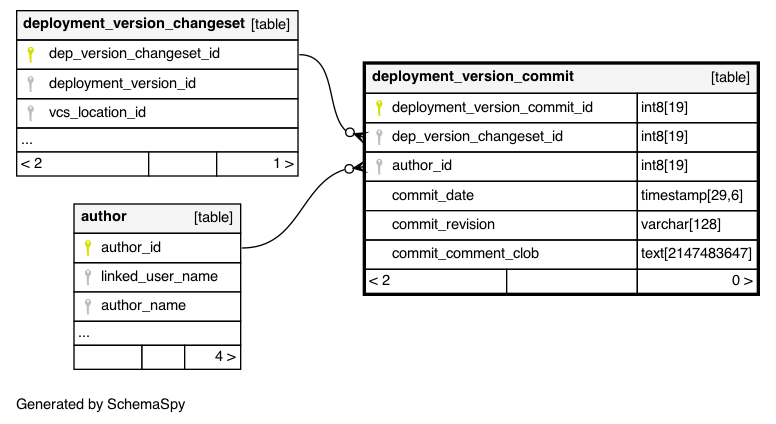 deployment_version_changeset [table]
dep_version_changeset_id
deployment_version_id
vcs_location_id
...
< 2 1 >
deployment_version_commit [table]
deployment_version_commit_id int8[19]
dep_version_changeset_id int8[19]
author_id int8[19]
commit_date timestamp[29,6]
commit_revision varchar[128]
commit_comment_clob text[2147483647]
< 2 0 >
author [table]
author_id
linked_user_name
author_name
...
4 >
Generated by SchemaSpy